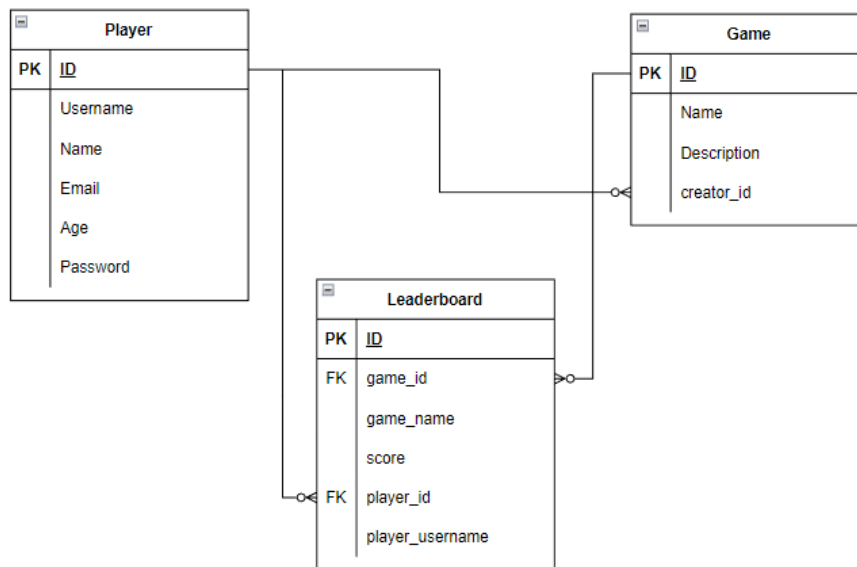 Player
PK ID
Username
Name
Email
Age
Password
Game
PK ID
Name
Description
creator_id
Leaderboard
PK ID
FK game_id
game_name
score
FK player_id
player_username